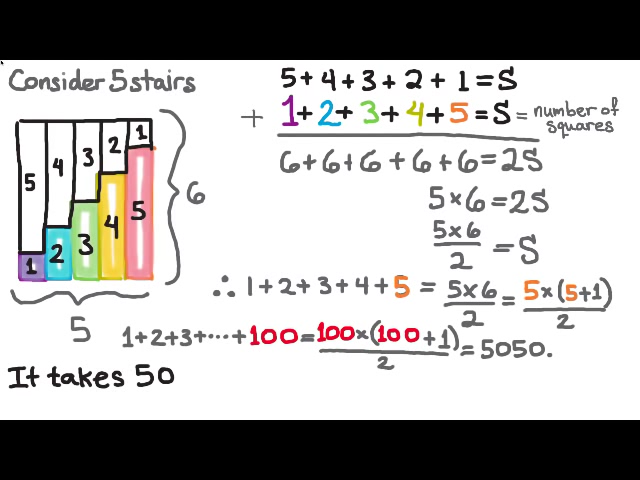 Consider 5 stairs
5 4 3 2 1
1 2 3 4 5
6
5
5+4+3+2+1=S
+ 1+2+3+4+5=S = number of squares
6+6+6+6+6=2S
5×6=2S
5×6/2 = S
∴ 1+2+3+4+5 = 5×6/2 = 5×(5+1)/2
1+2+3+⋯+100=100×(100+1)/2=5050.
It takes 50